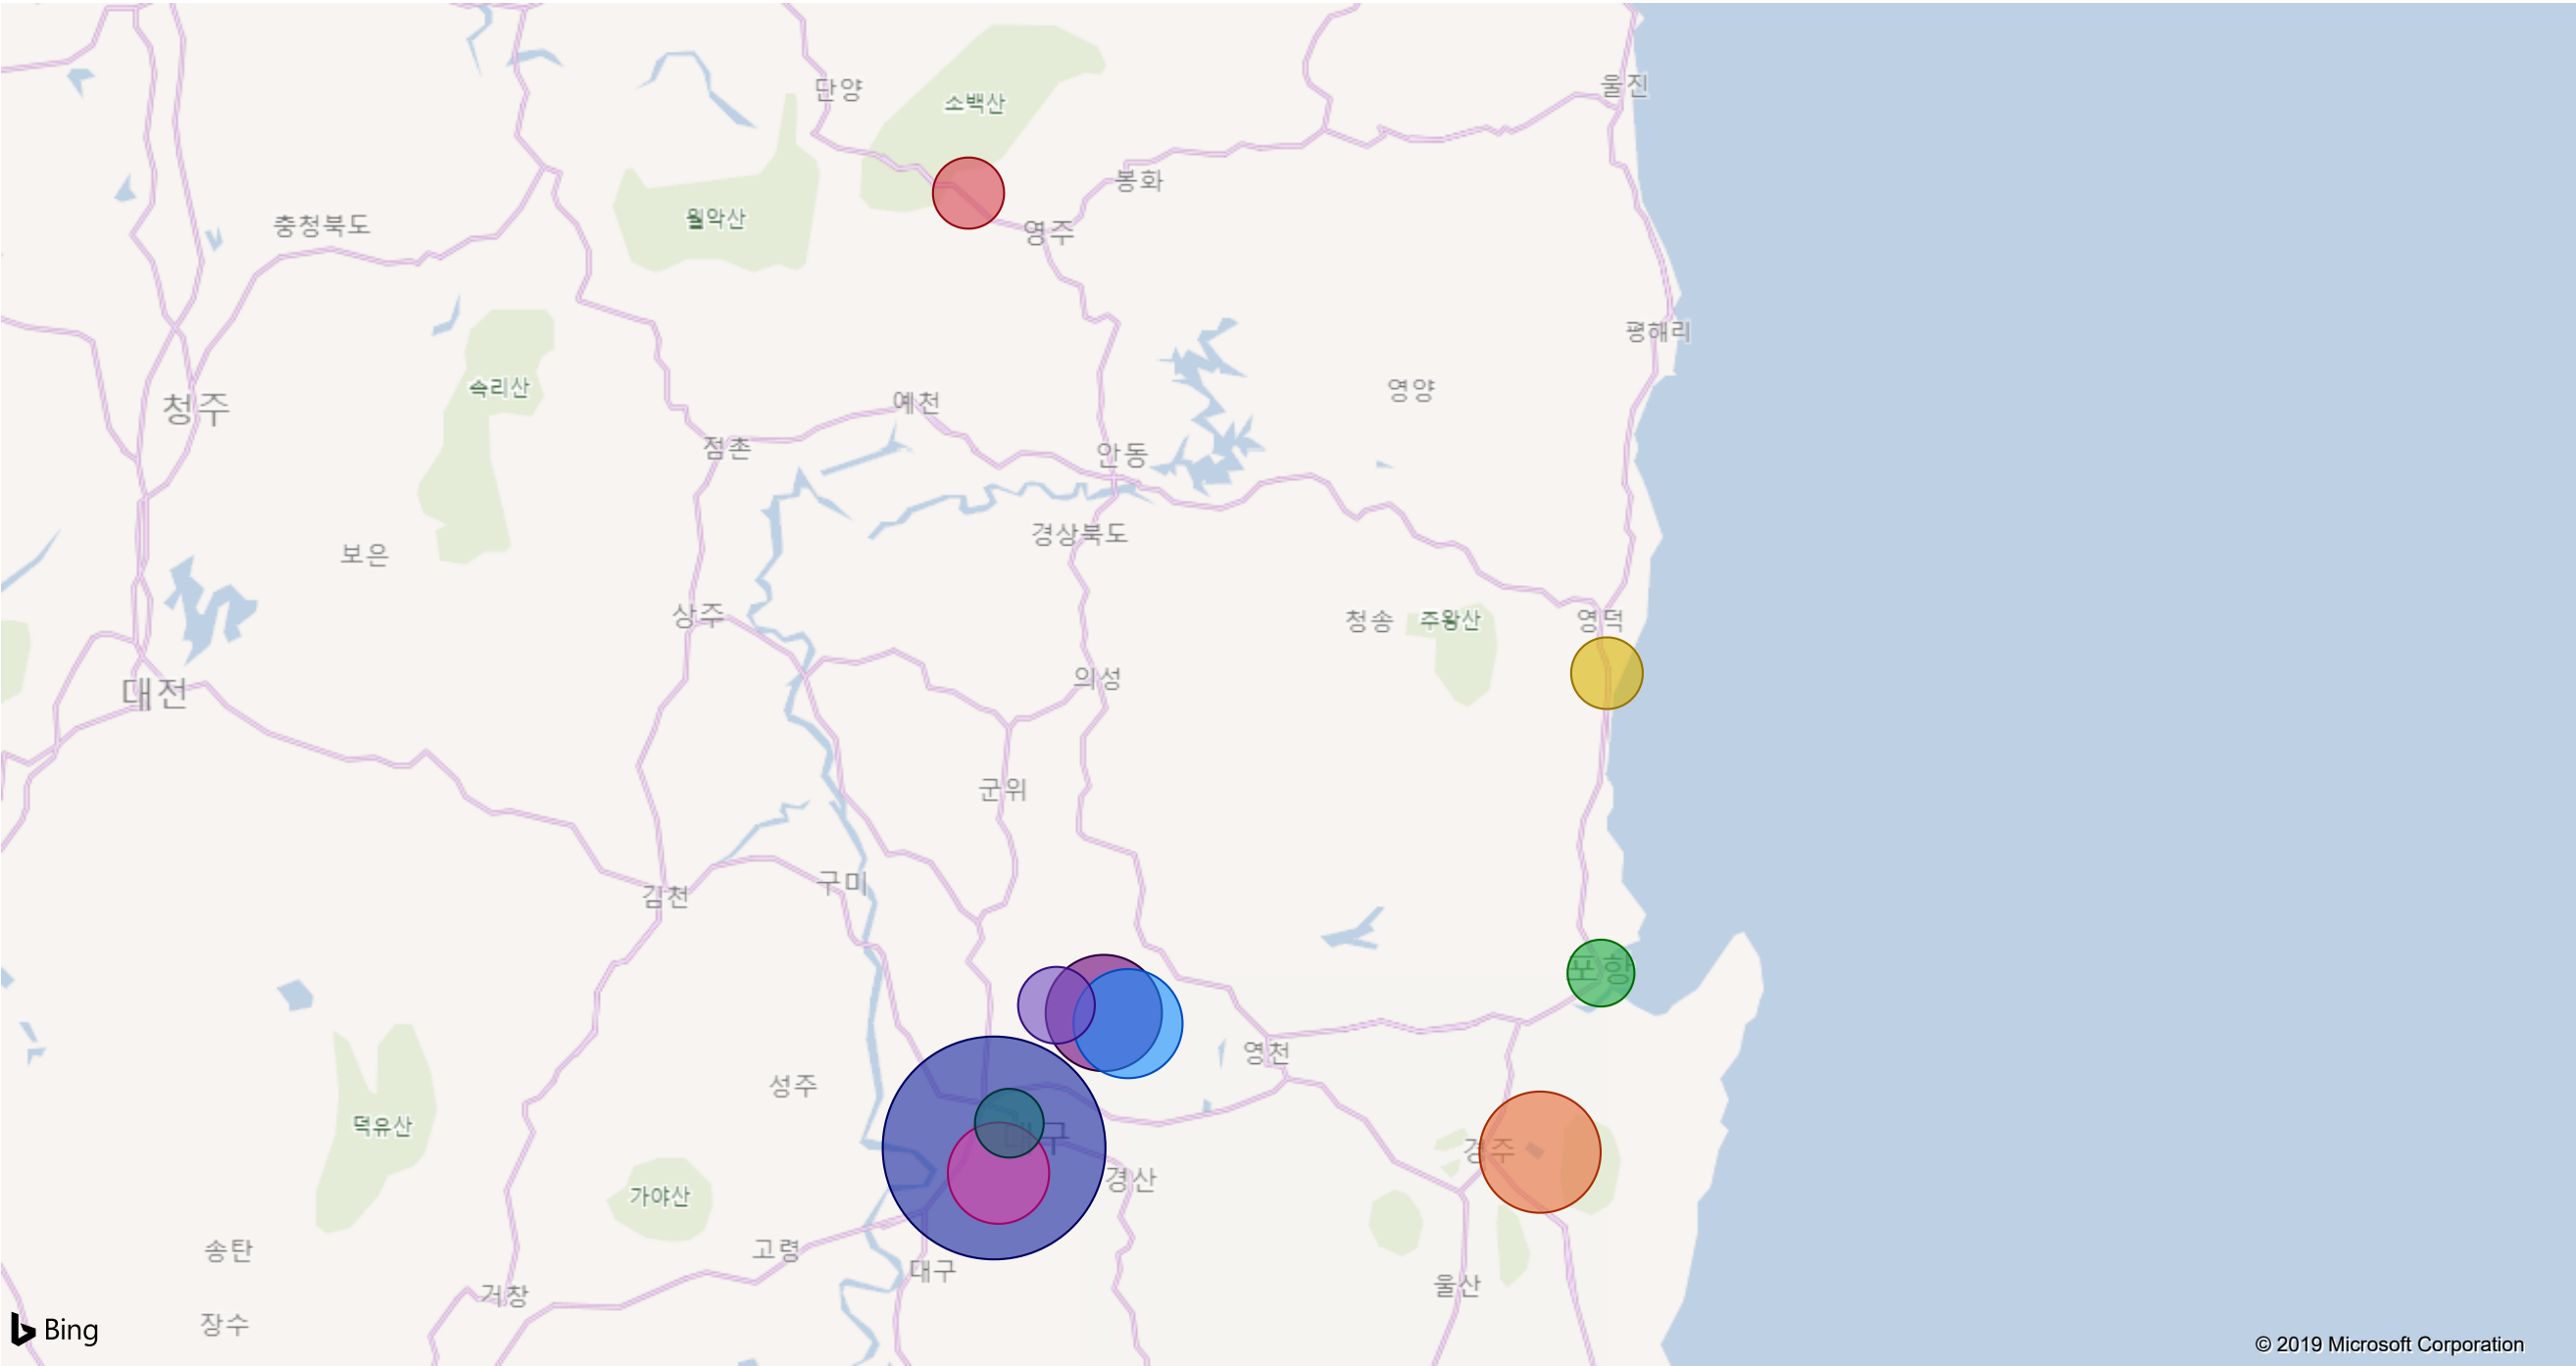 단양
소백산
울진
봉화
월악산
충청북도
영주
평해리
속리산
영양
청주
예천
점촌
안동
경상북도
보은
상주
청송
주왕산
영덕
의성
대전
군위
구미
김천
포항
영천
성주
덕유산
대구
경주
경산
가야산
송탄
고령
대구
울산
거창
장수
Bing
© 2019 Microsoft Corporation